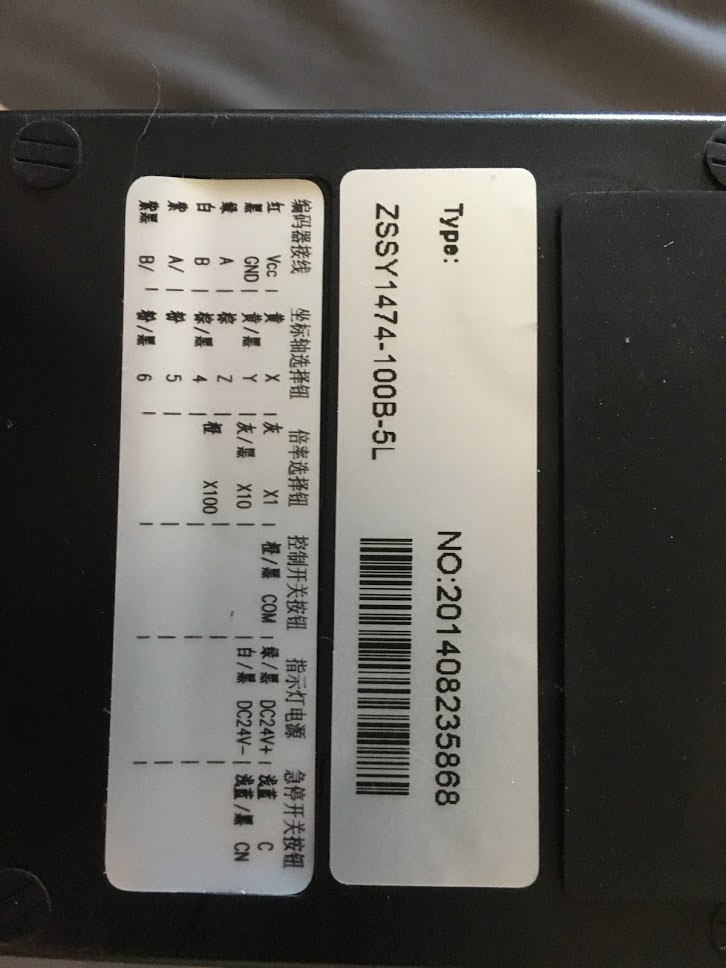 Type:
ZSSY1474-100B-5L
NO:201408235868
编码器接线 坐标轴选择钮 倍率选择钮 控制开关按钮 指示灯电源 急停开关按钮
红 Vcc | 黄 X | 灰 X1 | 橙/黑 COM | 绿/黑 DC24V+ | 浅蓝 C
黑 GND | 黄/黑 Y | 灰/黑 X10 | | 白/黑 DC24V- | 浅蓝/黑 CN
绿 A | 棕 Z | 橙 X100 | | |
白 B | 棕/黑 4 | | | |
紫 A/ | 粉 5 | | | |
紫黑 B/ | 粉/黑 6 | | | |